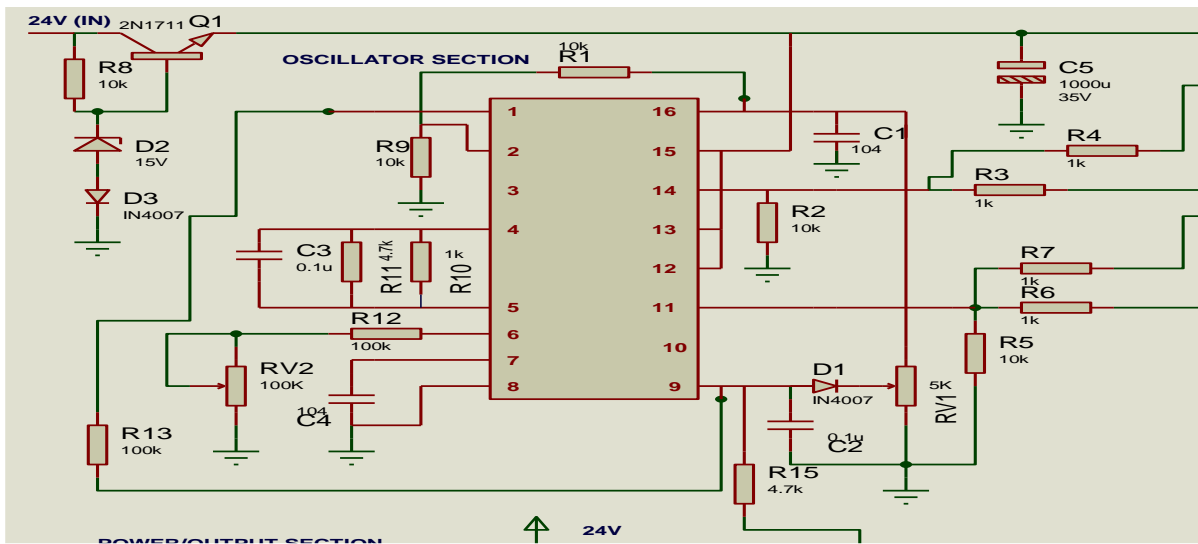 24V (IN)
2N1711
Q1
OSCILLATOR SECTION
10k
R1
R8
10k
C5
1000u
35V
1
16
C1
104
R4
1k
D2
15V
R9
10k
2
15
3
14
R3
1k
D3
IN4007
R2
10k
4
13
C3
0.1u
R11
4.7k
1k
R10
12
R7
1k
5
11
R6
1k
R12
100k
6
10
R5
10k
RV2
100K
7
D1
IN4007
5K
RV1
8
9
104
C4
R13
100k
0.1u
C2
R15
4.7k
24V
POWER/OUTPUT SECTION